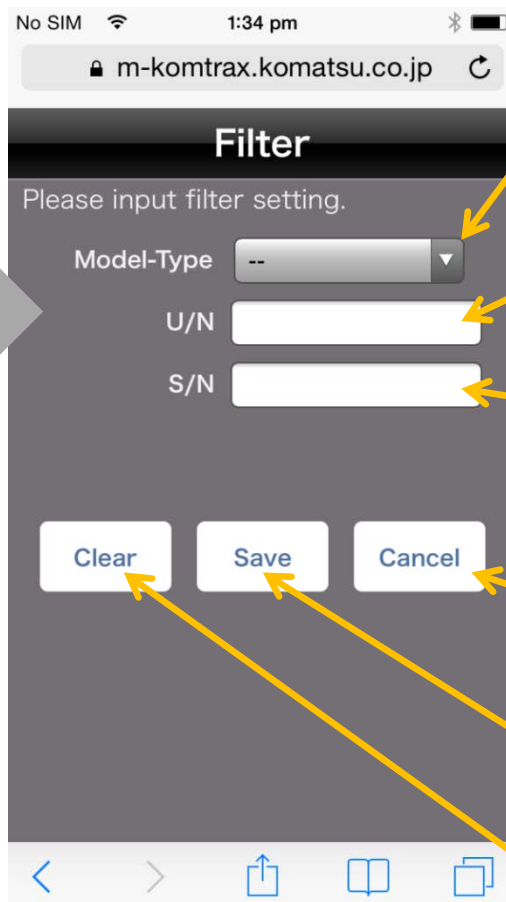 No SIM 1:34 pm
m-komtrax.komatsu.co.jp
Filter
Please input filter setting.
Model-Type --
U/N
S/N
Clear Save Cancel